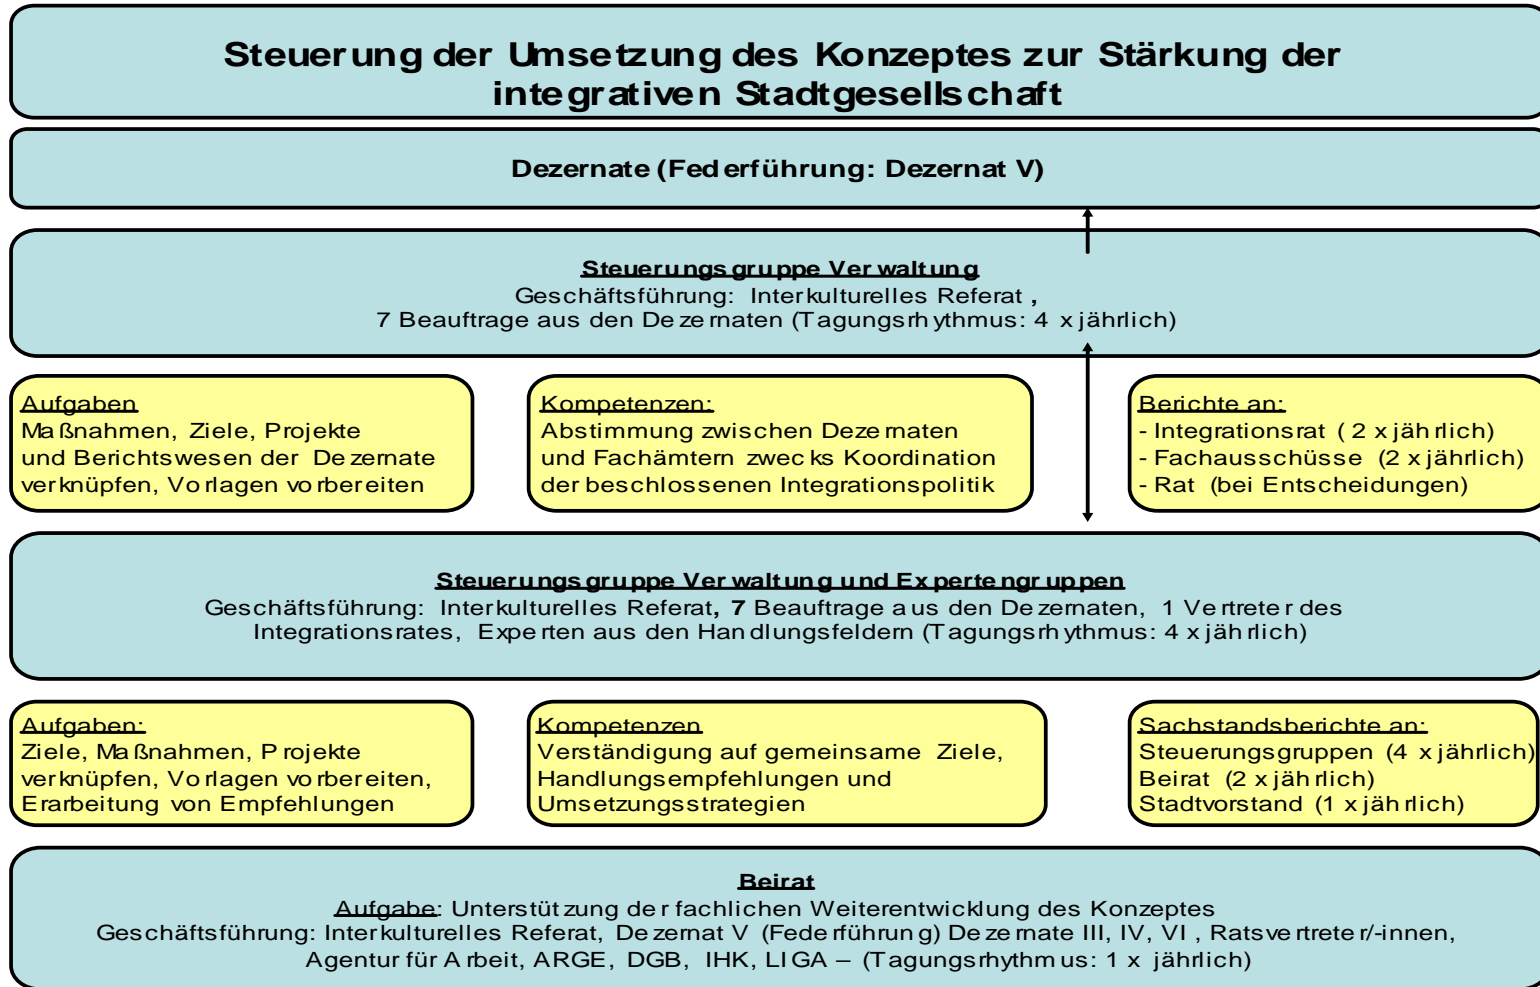 Steuerung der Umsetzung des Konzeptes zur Stärkung der
integrativen Stadtgesellschaft
Dezernate (Federführung: Dezernat V)
Steuerungsgruppe Verwaltung
Geschäftsführung: Interkulturelles Referat,
7 Beauftrage aus den Dezernaten (Tagungsrhythmus: 4 x jährlich)
Aufgaben
Maßnahmen, Ziele, Projekte
und Berichtswesen der Dezernate
verknüpfen, Vorlagen vorbereiten
Kompetenzen:
Abstimmung zwischen Dezernaten
und Fachämtern zwecks Koordination
der beschlossenen Integrationspolitik
Berichte an:
- Integrationsrat (2 x jährlich)
- Fachausschüsse (2 x jährlich)
- Rat (bei Entscheidungen)
Steuerungsgruppe Verwaltung und Expertengruppen
Geschäftsführung: Interkulturelles Referat, 7 Beauftrage aus den Dezernaten, 1 Vertreter des
Integrationsrates, Experten aus den Handlungsfeldern (Tagungsrhythmus: 4 x jährlich)
Aufgaben:
Ziele, Maßnahmen, Projekte
verknüpfen, Vorlagen vorbereiten,
Erarbeitung von Empfehlungen
Kompetenzen
Verständigung auf gemeinsame Ziele,
Handlungsempfehlungen und
Umsetzungsstrategien
Sachstandsberichte an:
Steuerungsgruppen (4 x jährlich)
Beirat (2 x jährlich)
Stadtvorstand (1 x jährlich)
Beirat
Aufgabe: Unterstützung der fachlichen Weiterentwicklung des Konzeptes
Geschäftsführung: Interkulturelles Referat, Dezernat V (Federführung) Dezernate III, IV, VI , Ratsvertreter/-innen,
Agentur für Arbeit, ARGE, DGB, IHK, LIGA – (Tagungsrhythmus: 1 x jährlich)